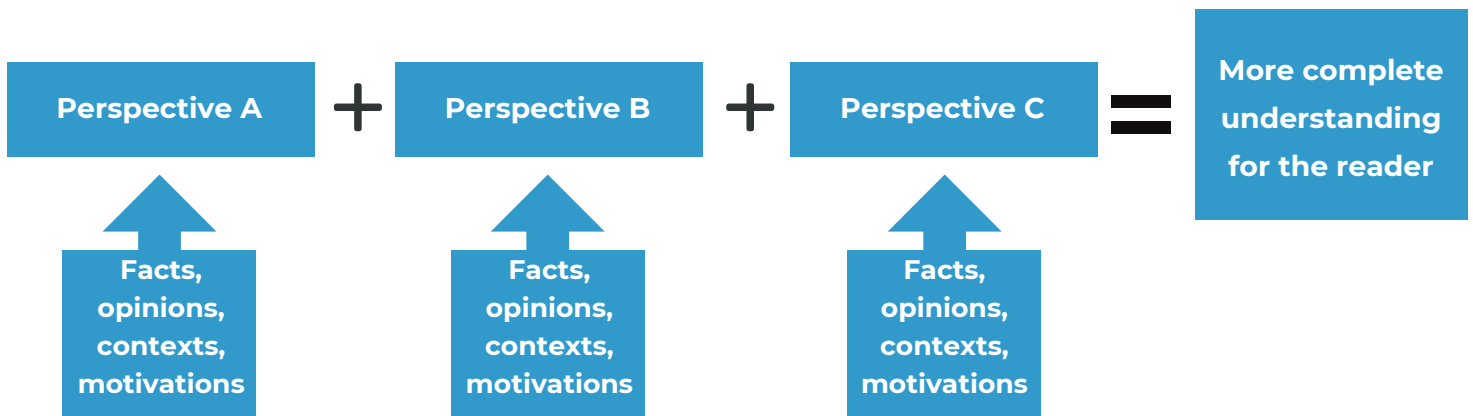 Perspective A + Perspective B + Perspective C =
More complete
understanding
for the reader
Facts,
opinions,
contexts,
motivations
Facts,
opinions,
contexts,
motivations
Facts,
opinions,
contexts,
motivations